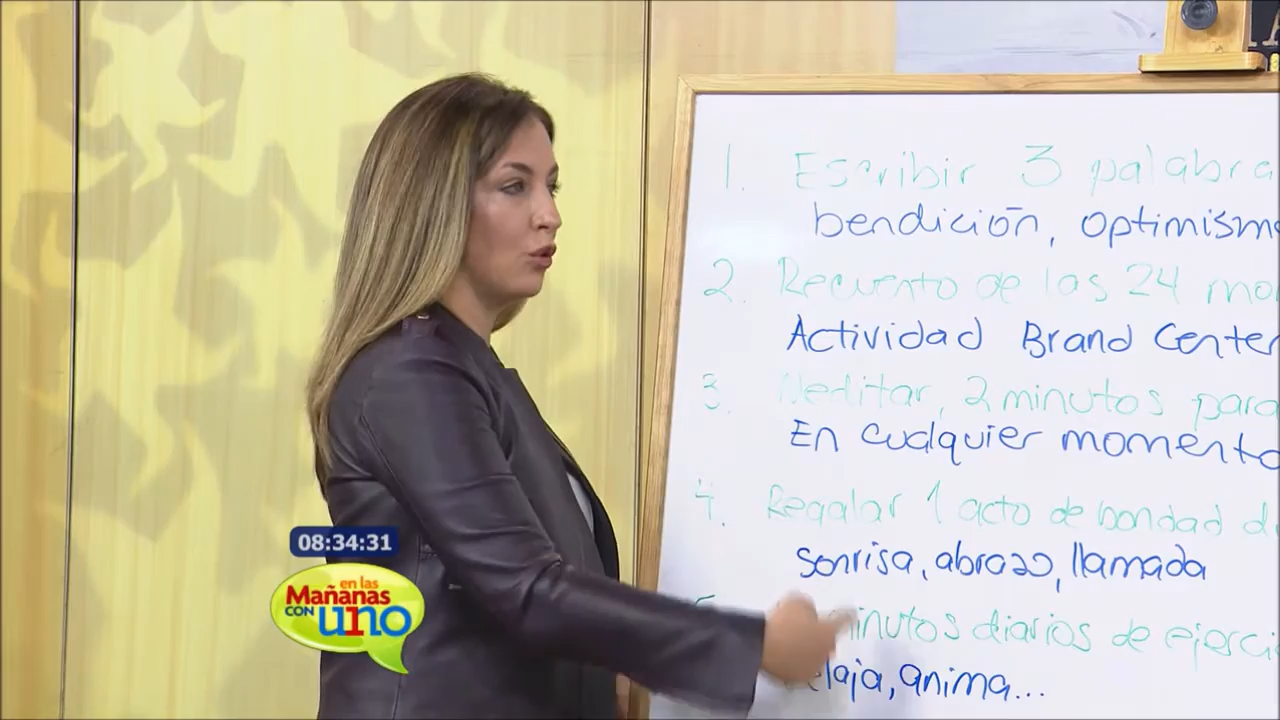 1. Escribir 3 palabra
bendición, optimism
2. Recuento de las 24
Actividad Brand Center
3. Meditar, 2 minutos para
En cualquier momento
4. Regalar 1 acto de bondad d
sonrisa, abrazo, llamada
minutos diarios de ejerci
laja, anima...
08:34:31
en las
Mañanas
CON uno